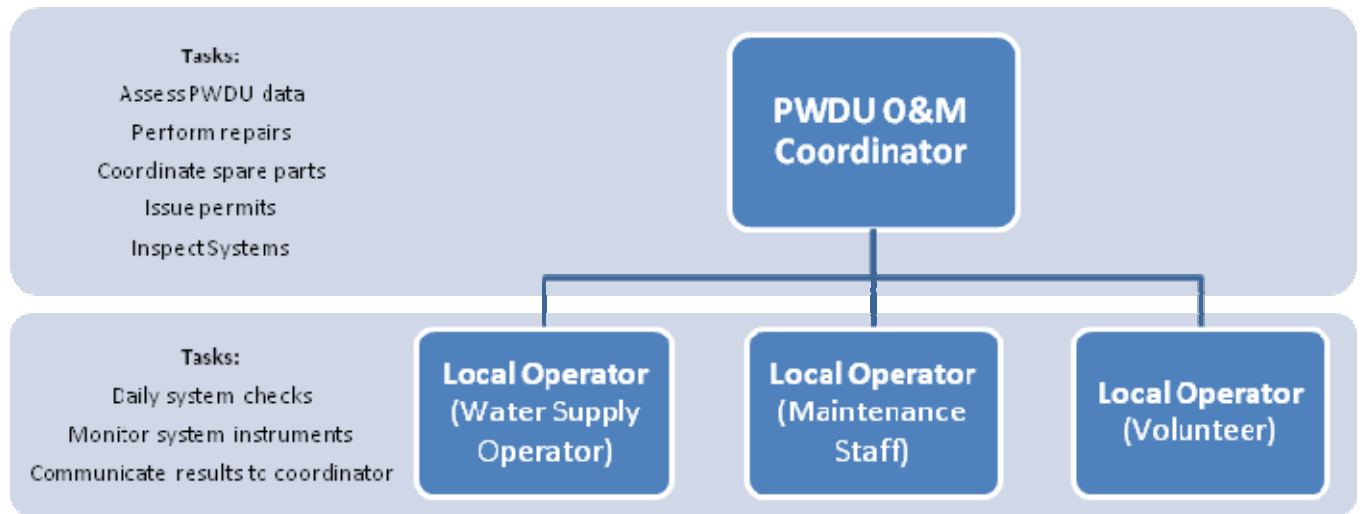 Tasks:
Assess PWDU data
Perform repairs
Coordinate spare parts
Issue permits
Inspect Systems
PWDU O&M
Coordinator
Tasks:
Daily system checks
Monitor system instruments
Communicate results to coordinator
Local Operator
(Water Supply
Operator)
Local Operator
(Maintenance
Staff)
Local Operator
(Volunteer)